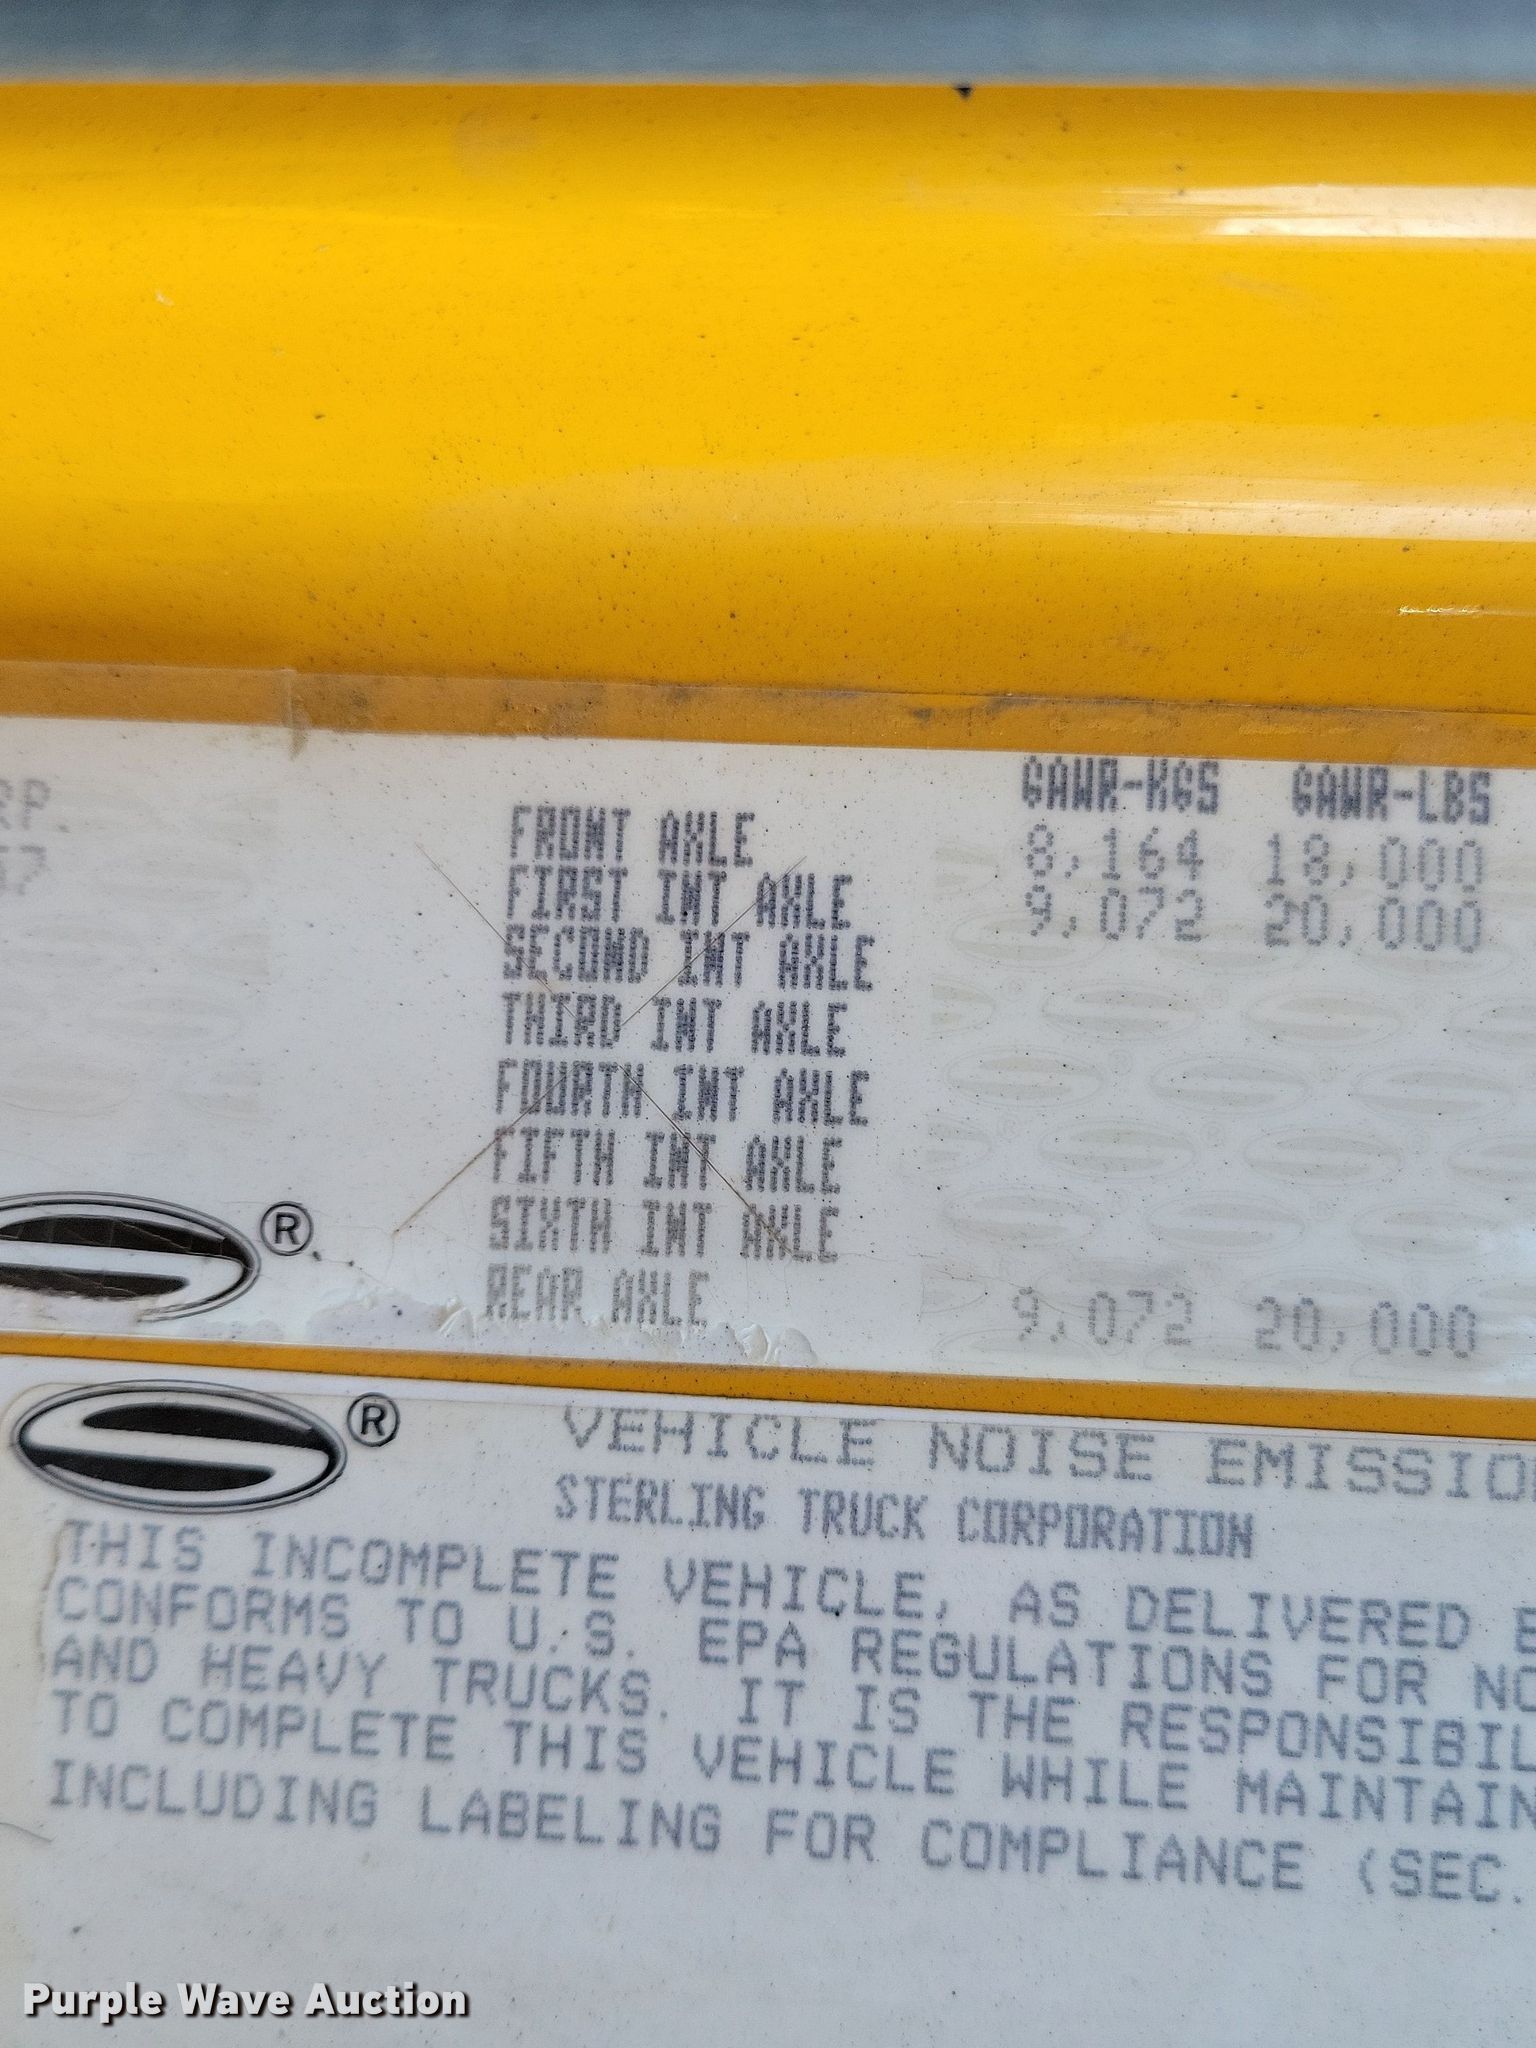 GAWR-KGS GAWR-LBS
FRONT AXLE 8,164 18,000
FIRST INT AXLE 9,072 20,000
SECOND INT AXLE
THIRD INT AXLE
FOURTH INT AXLE
FIFTH INT AXLE
SIXTH INT AXLE
REAR AXLE 9,072 20,000
®
®
VEHICLE NOISE EMISSIO
STERLING TRUCK CORPORATION
THIS INCOMPLETE VEHICLE, AS DELIVERED
CONFORMS TO U.S. EPA REGULATIONS FOR NO
AND HEAVY TRUCKS. IT IS THE RESPONSIBIL
TO COMPLETE THIS VEHICLE WHILE MAINTAIN
INCLUDING LABELING FOR COMPLIANCE (SEC.
Purple Wave Auction